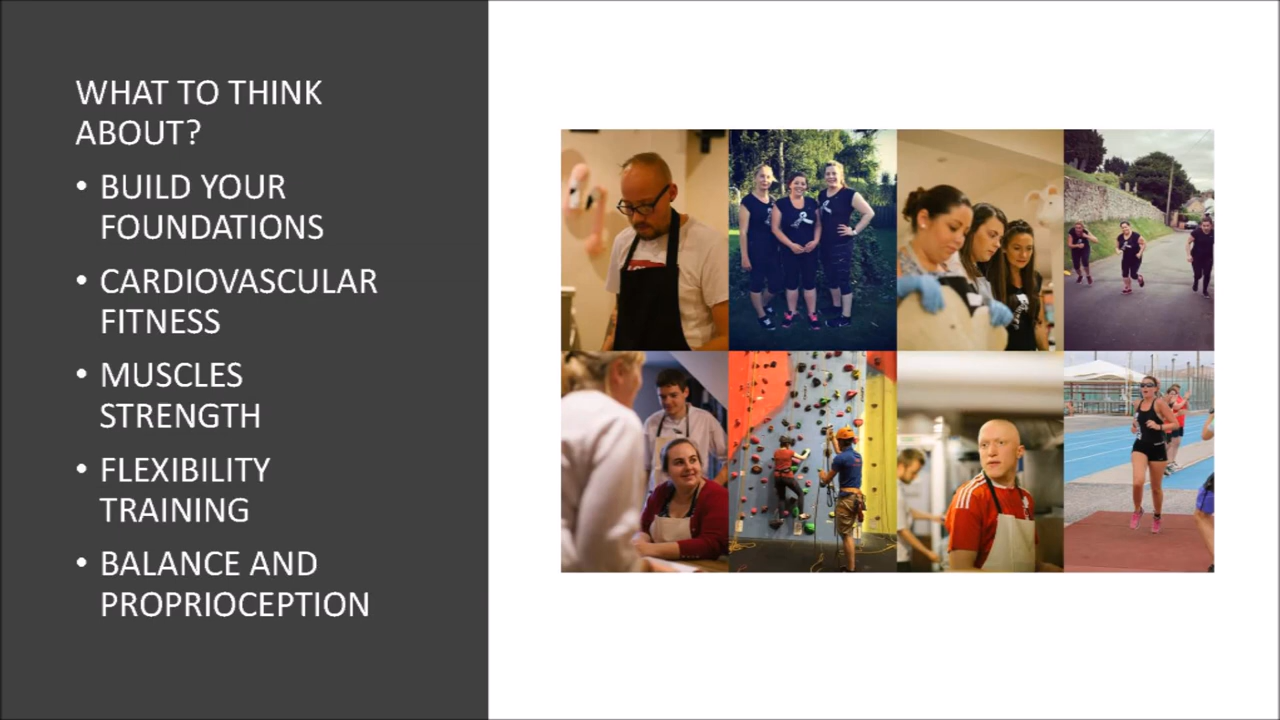 WHAT TO THINK
ABOUT?
• BUILD YOUR
FOUNDATIONS
• CARDIOVASCULAR
FITNESS
• MUSCLES
STRENGTH
• FLEXIBILITY
TRAINING
• BALANCE AND
PROPRIOCEPTION